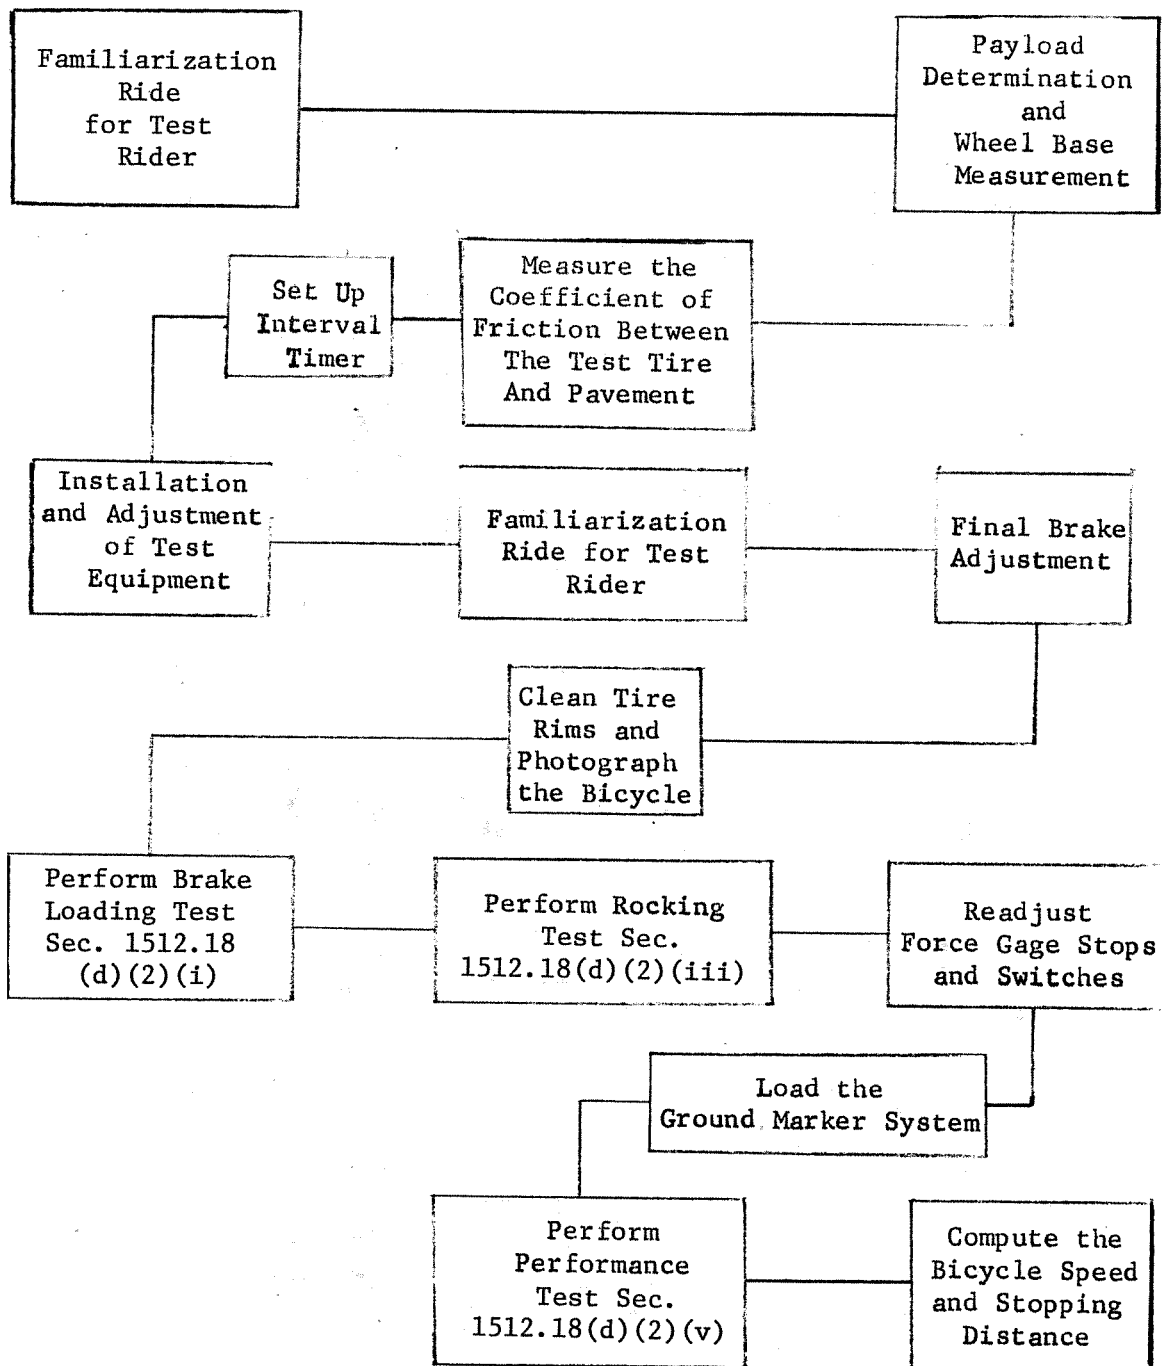 Familiarization
Ride
for Test
Rider
Payload
Determination
and
Wheel Base
Measurement
Set Up
Interval
Timer
Measure the
Coefficient of
Friction Between
The Test Tire
And Pavement
Installation
and Adjustment
of Test
Equipment
Familiarization
Ride for Test
Rider
Final Brake
Adjustment
Clean Tire
Rims and
Photograph
the Bicycle
Perform Brake
Loading Test
Sec. 1512.18
(d)(2)(i)
Perform Rocking
Test Sec.
1512.18(d)(2)(iii)
Readjust
Force Gage Stops
and Switches
Load the
Ground Marker System
Perform
Performance
Test Sec.
1512.18(d)(2)(v)
Compute the
Bicycle Speed
and Stopping
Distance